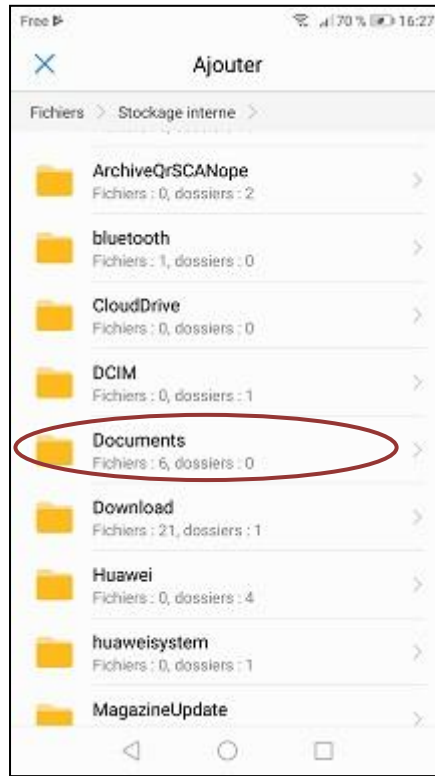 Free 70 % 16:27
Ajouter
Fichiers > Stockage interne >
ArchiveQrSCANope
Fichiers : 0, dossiers : 2
bluetooth
Fichiers : 1, dossiers : 0
CloudDrive
Fichiers : 0, dossiers : 0
DCIM
Fichiers : 0, dossiers : 1
Documents
Fichiers : 6, dossiers : 0
Download
Fichiers : 21, dossiers : 1
Huawei
Fichiers : 0, dossiers : 4
huaweisystem
Fichiers : 0, dossiers : 1
MagazineUpdate